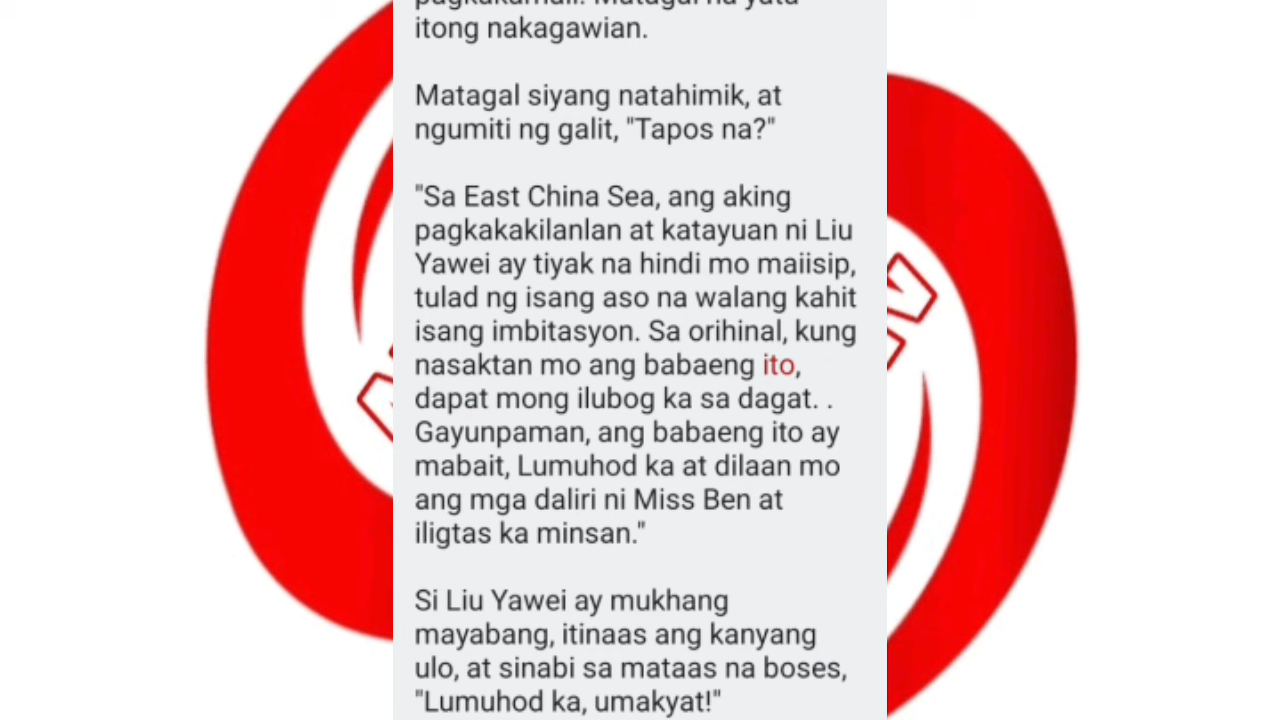 itong nakagawian.
Matagal siyang natahimik, at
ngumiti ng galit, "Tapos na?"
"Sa East China Sea, ang aking
pagkakakilanlan at katayuan ni Liu
Yawei ay tiyak na hindi mo maiisip,
tulad ng isang aso na walang kahit
isang imbitasyon. Sa orihinal, kung
nasaktan mo ang babaeng ito,
dapat mong ilubog ka sa dagat. .
Gayunpaman, ang babaeng ito ay
mabait, Lumuhod ka at dilaan mo
ang mga daliri ni Miss Ben at
iligtas ka minsan."
Si Liu Yawei ay mukhang
mayabang, itinaas ang kanyang
ulo, at sinabi sa mataas na boses,
"Lumuhod ka, umakyat!"